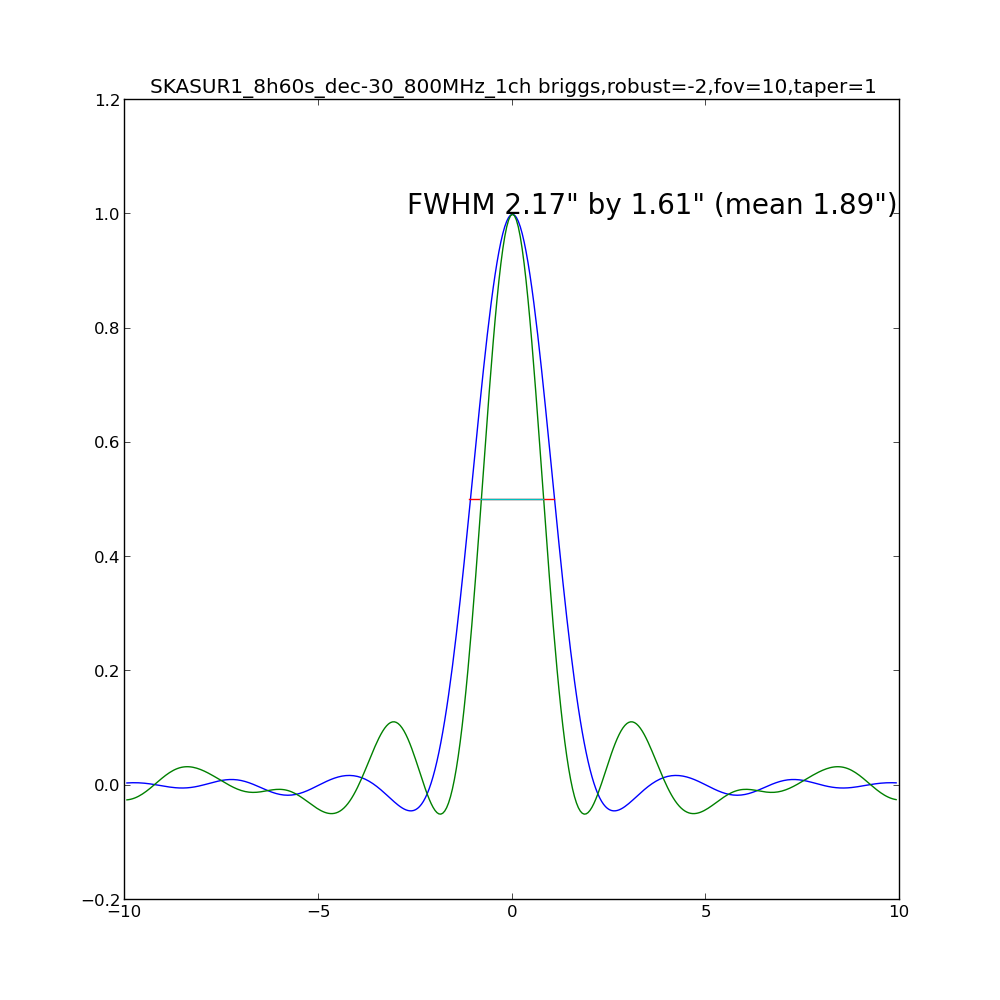 SKASUR1_8h60s_dec-30_800MHz_1ch briggs,robust=-2,fov=10,taper=1
1.2
FWHM 2.17" by 1.61" (mean 1.89")
1.0
0.8
0.6
0.4
0.2
0.0
−0.2
−10 −5 0 5 10